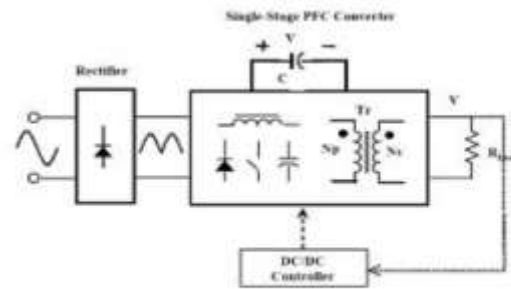 Single-Stage PFC Converter
+ V −
C
Rectifier
Tr
Np
Ns
V
DC/DC
Controller